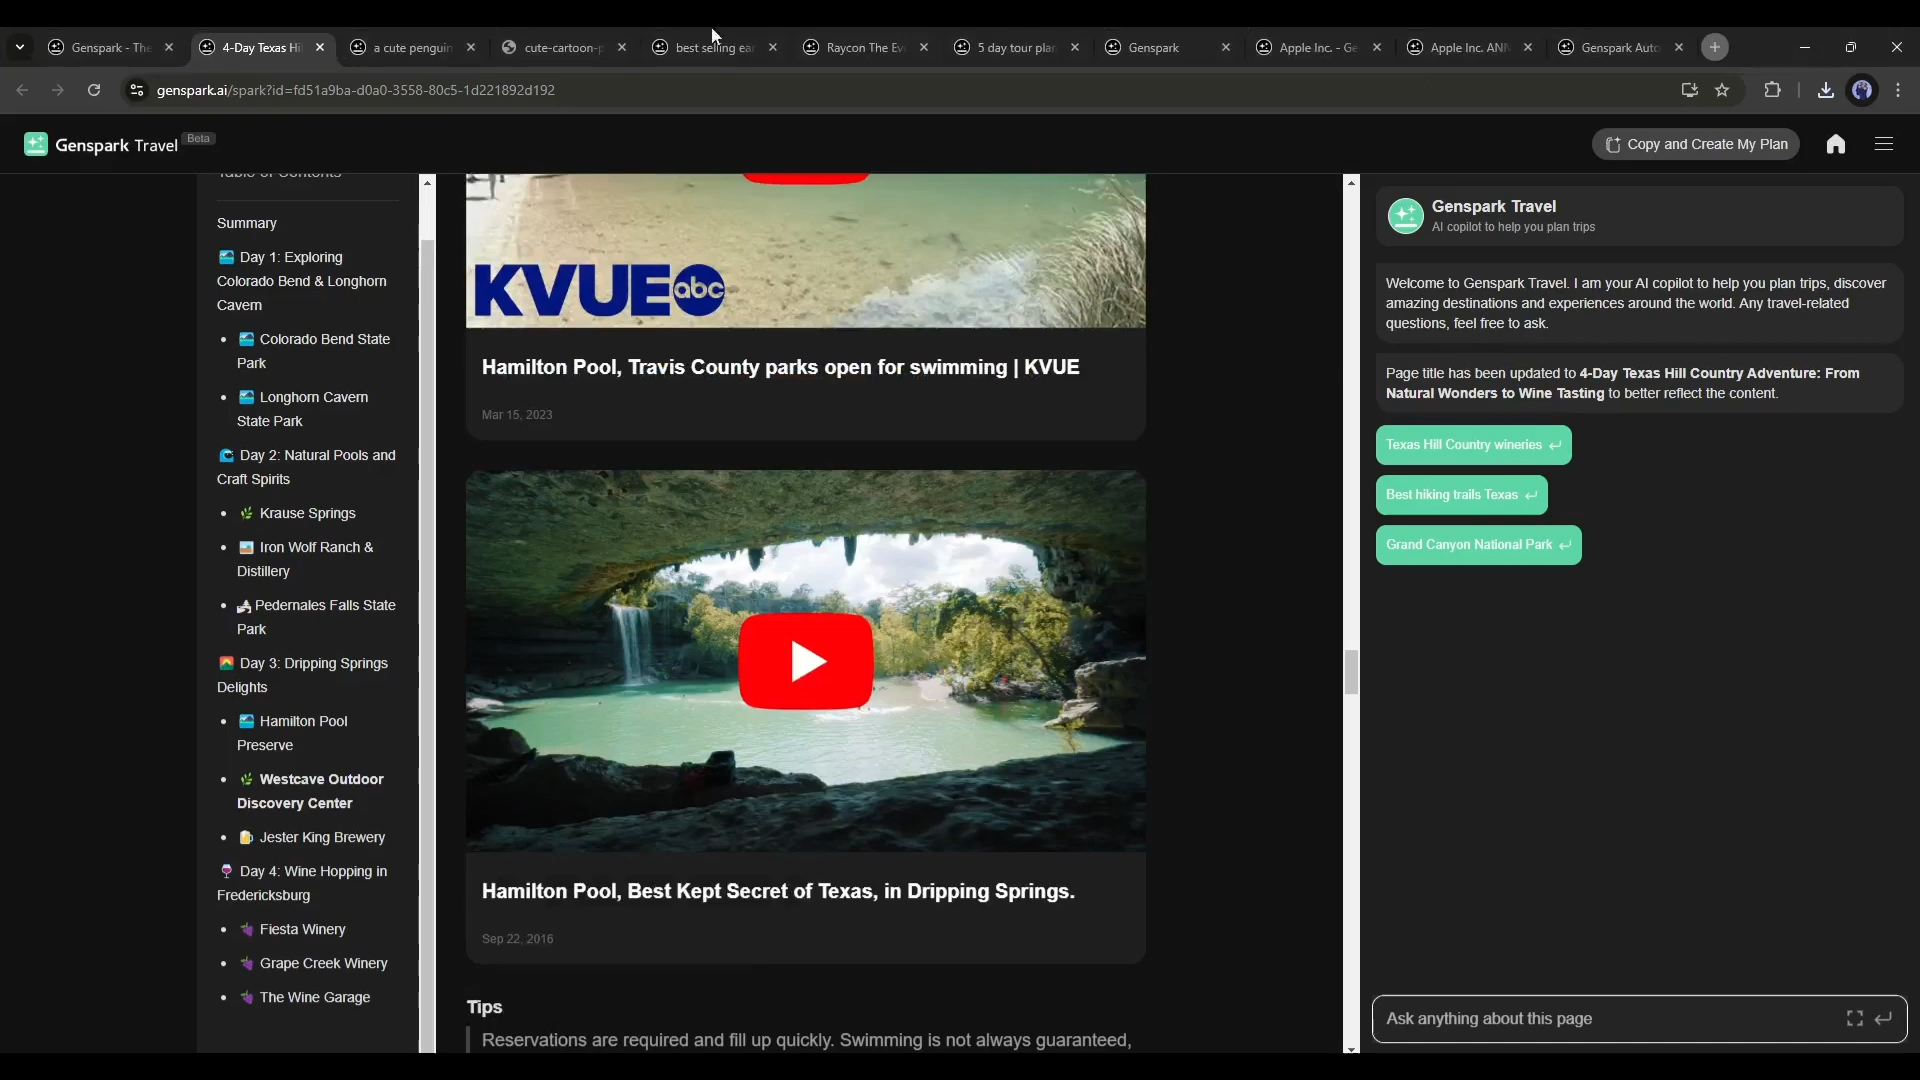 Genspark - The
4-Day Texas Hi
a cute penguin
cute-cartoon-p
best selling ear
Raycon The Ev
5 day tour plan
Genspark
Apple Inc. - Ge
Apple Inc. ANN
Genspark Auto
genspark.ai/spark?id=fd51a9ba-d0a0-3558-80c5-1d221892d192
Genspark Travel Beta
Copy and Create My Plan
Table of Contents
Summary
Day 1: Exploring
Colorado Bend & Longhorn
Cavern
Colorado Bend State
Park
Longhorn Cavern
State Park
Day 2: Natural Pools and
Craft Spirits
Krause Springs
Iron Wolf Ranch &
Distillery
Pedernales Falls State
Park
Day 3: Dripping Springs
Delights
Hamilton Pool
Preserve
Westcave Outdoor
Discovery Center
Jester King Brewery
Day 4: Wine Hopping in
Fredericksburg
Fiesta Winery
Grape Creek Winery
The Wine Garage
KVUE abc
Hamilton Pool, Travis County parks open for swimming | KVUE
Mar 15, 2023
Hamilton Pool, Best Kept Secret of Texas, in Dripping Springs.
Sep 22, 2016
Tips
Reservations are required and fill up quickly. Swimming is not always guaranteed,
Genspark Travel
AI copilot to help you plan trips
Welcome to Genspark Travel. I am your AI copilot to help you plan trips, discover
amazing destinations and experiences around the world. Any travel-related
questions, feel free to ask.
Page title has been updated to 4-Day Texas Hill Country Adventure: From
Natural Wonders to Wine Tasting to better reflect the content.
Texas Hill Country wineries
Best hiking trails Texas
Grand Canyon National Park
Ask anything about this page